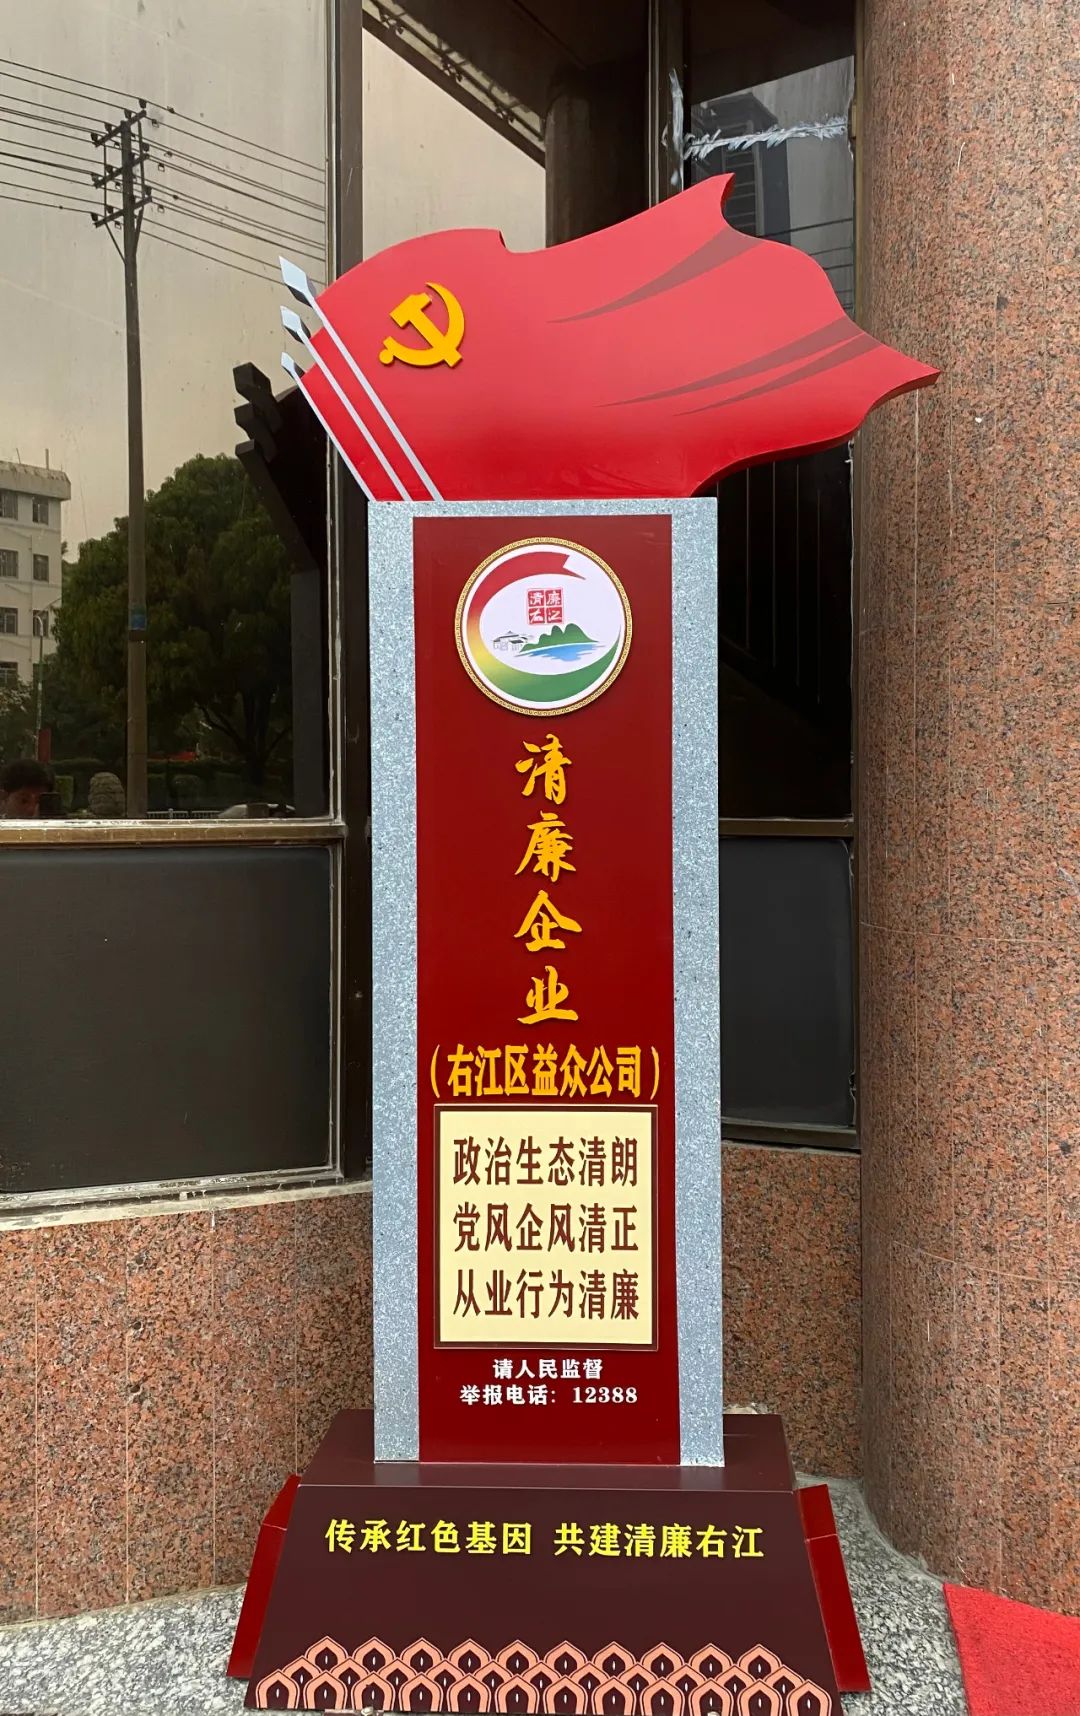 清廉
右江
清廉企业
（右江区益众公司）
政治生态清朗
党风企风清正
从业行为清廉
请人民监督
举报电话：12388
传承红色基因 共建清廉右江